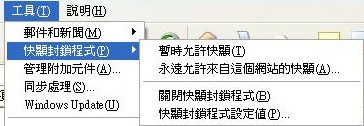 工具(T) 說明(H)
郵件和新聞(M)
快顯封鎖程式(P)
管理附加元件(A)...
同步處理(S)...
Windows Update(U)
暫時允許快顯(T)
永遠允許來自這個網站的快顯(A)...
關閉快顯封鎖程式(B)
快顯封鎖程式設定值(P)...